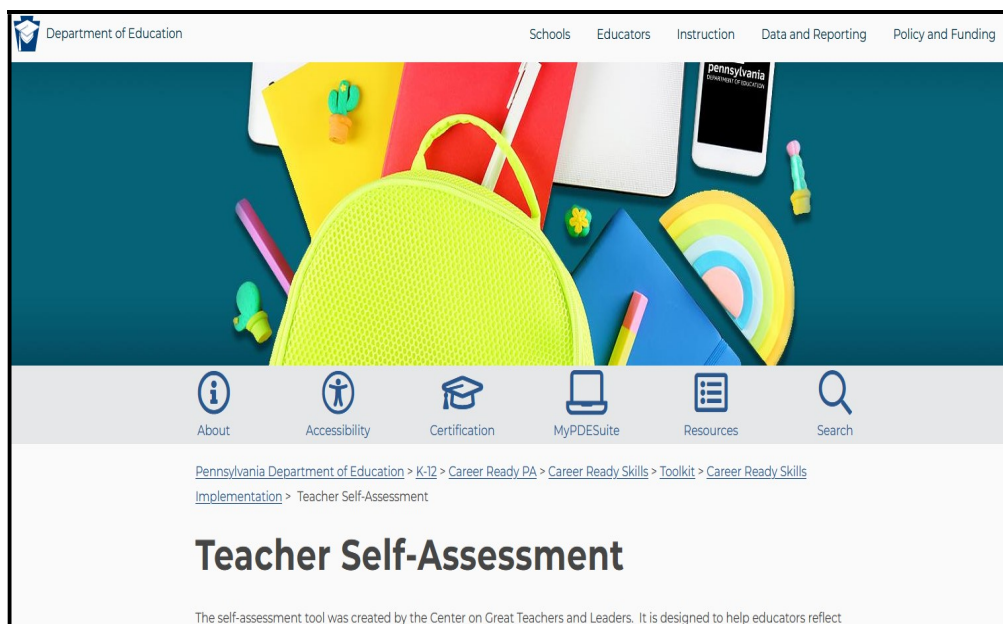 Department of Education
Schools Educators Instruction Data and Reporting Policy and Funding
pennsylvania
DEPARTMENT OF EDUCATION
About Accessibility Certification MyPDESuite Resources Search
Pennsylvania Department of Education > K-12 > Career Ready PA > Career Ready Skills > Toolkit > Career Ready Skills
Implementation > Teacher Self-Assessment
Teacher Self-Assessment
The self-assessment tool was created by the Center on Great Teachers and Leaders. It is designed to help educators reflect